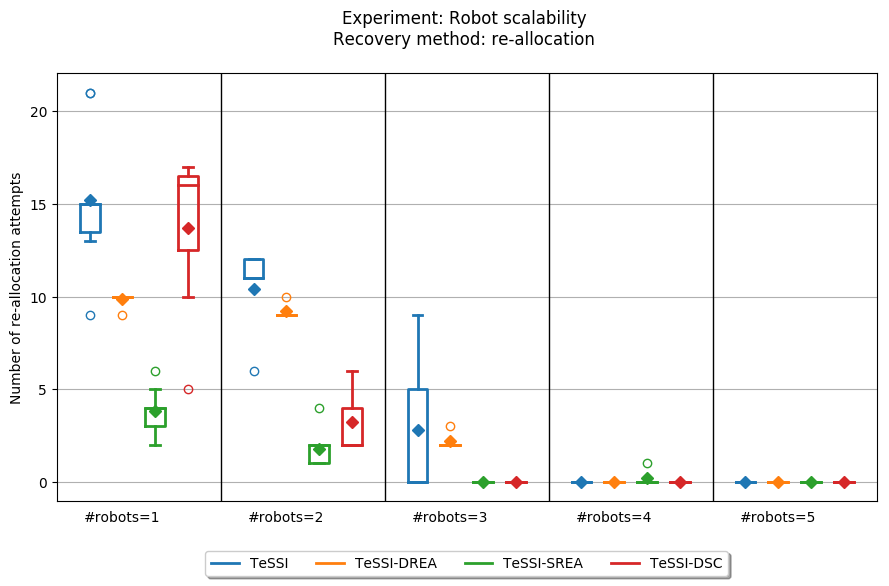 Experiment: Robot scalability
Recovery method: re-allocation
Number of re-allocation attempts
20
15
10
5
0
#robots=1 #robots=2 #robots=3 #robots=4 #robots=5
TeSSI TeSSI-DREA TeSSI-SREA TeSSI-DSC